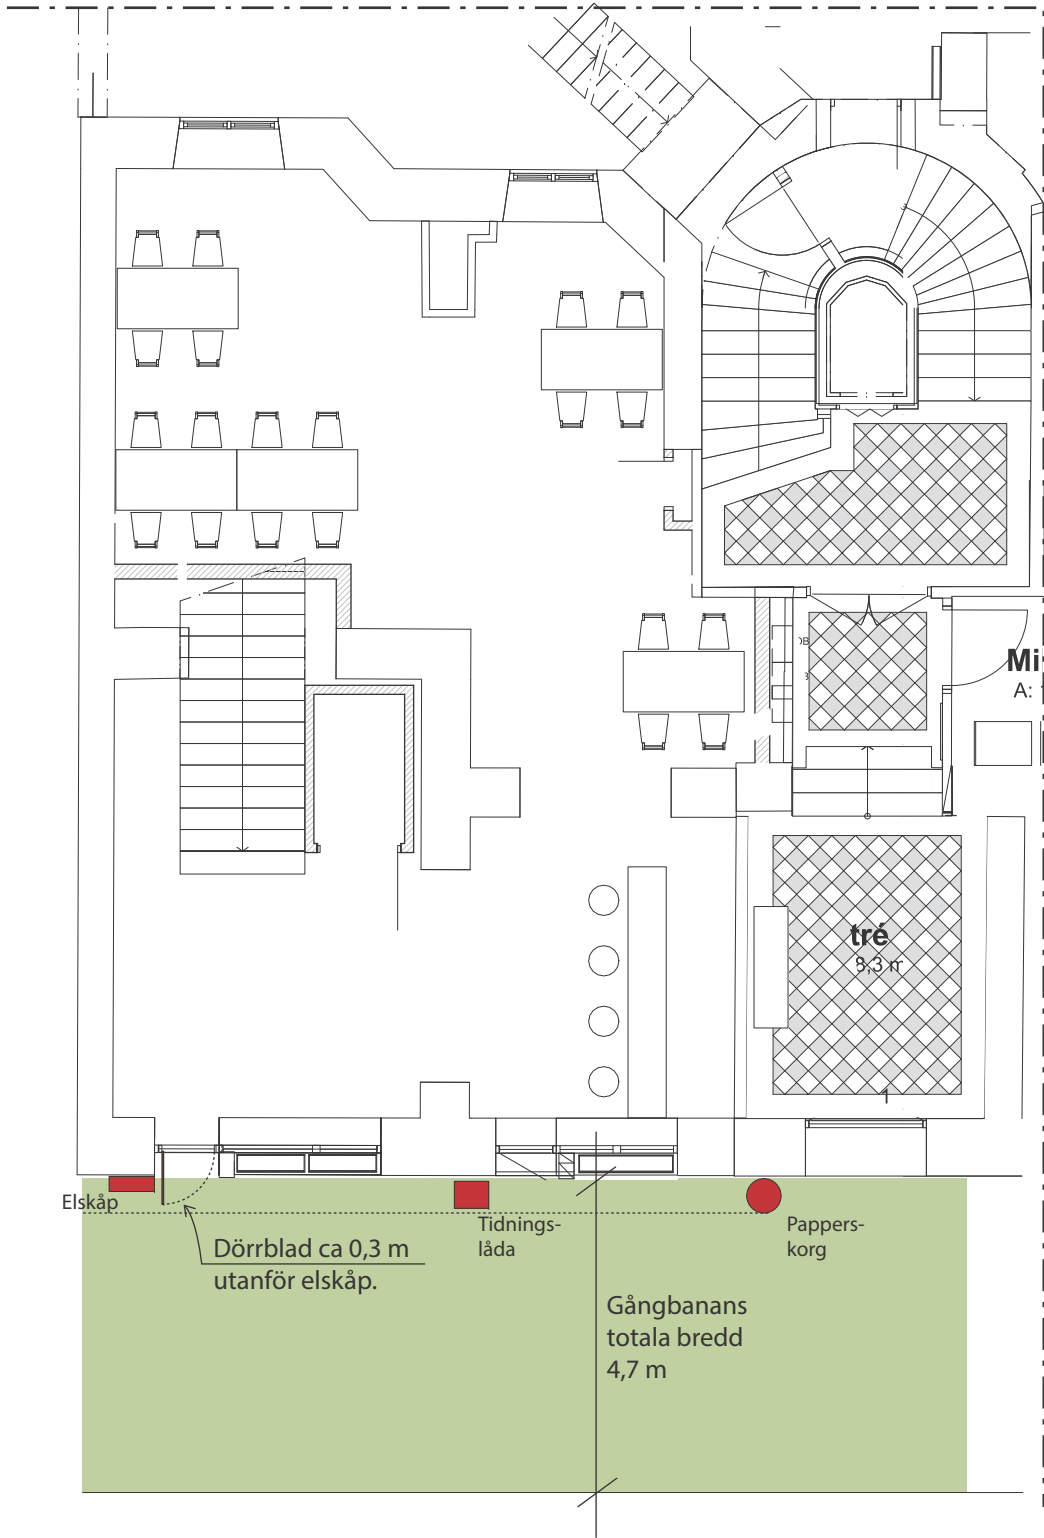 Mi
A:
tré
8,3 m
1
Elskåp
Tidnings-
låda
Pappers-
korg
Dörrblad ca 0,3 m
utanför elskåp.
Gångbanans
totala bredd
4,7 m